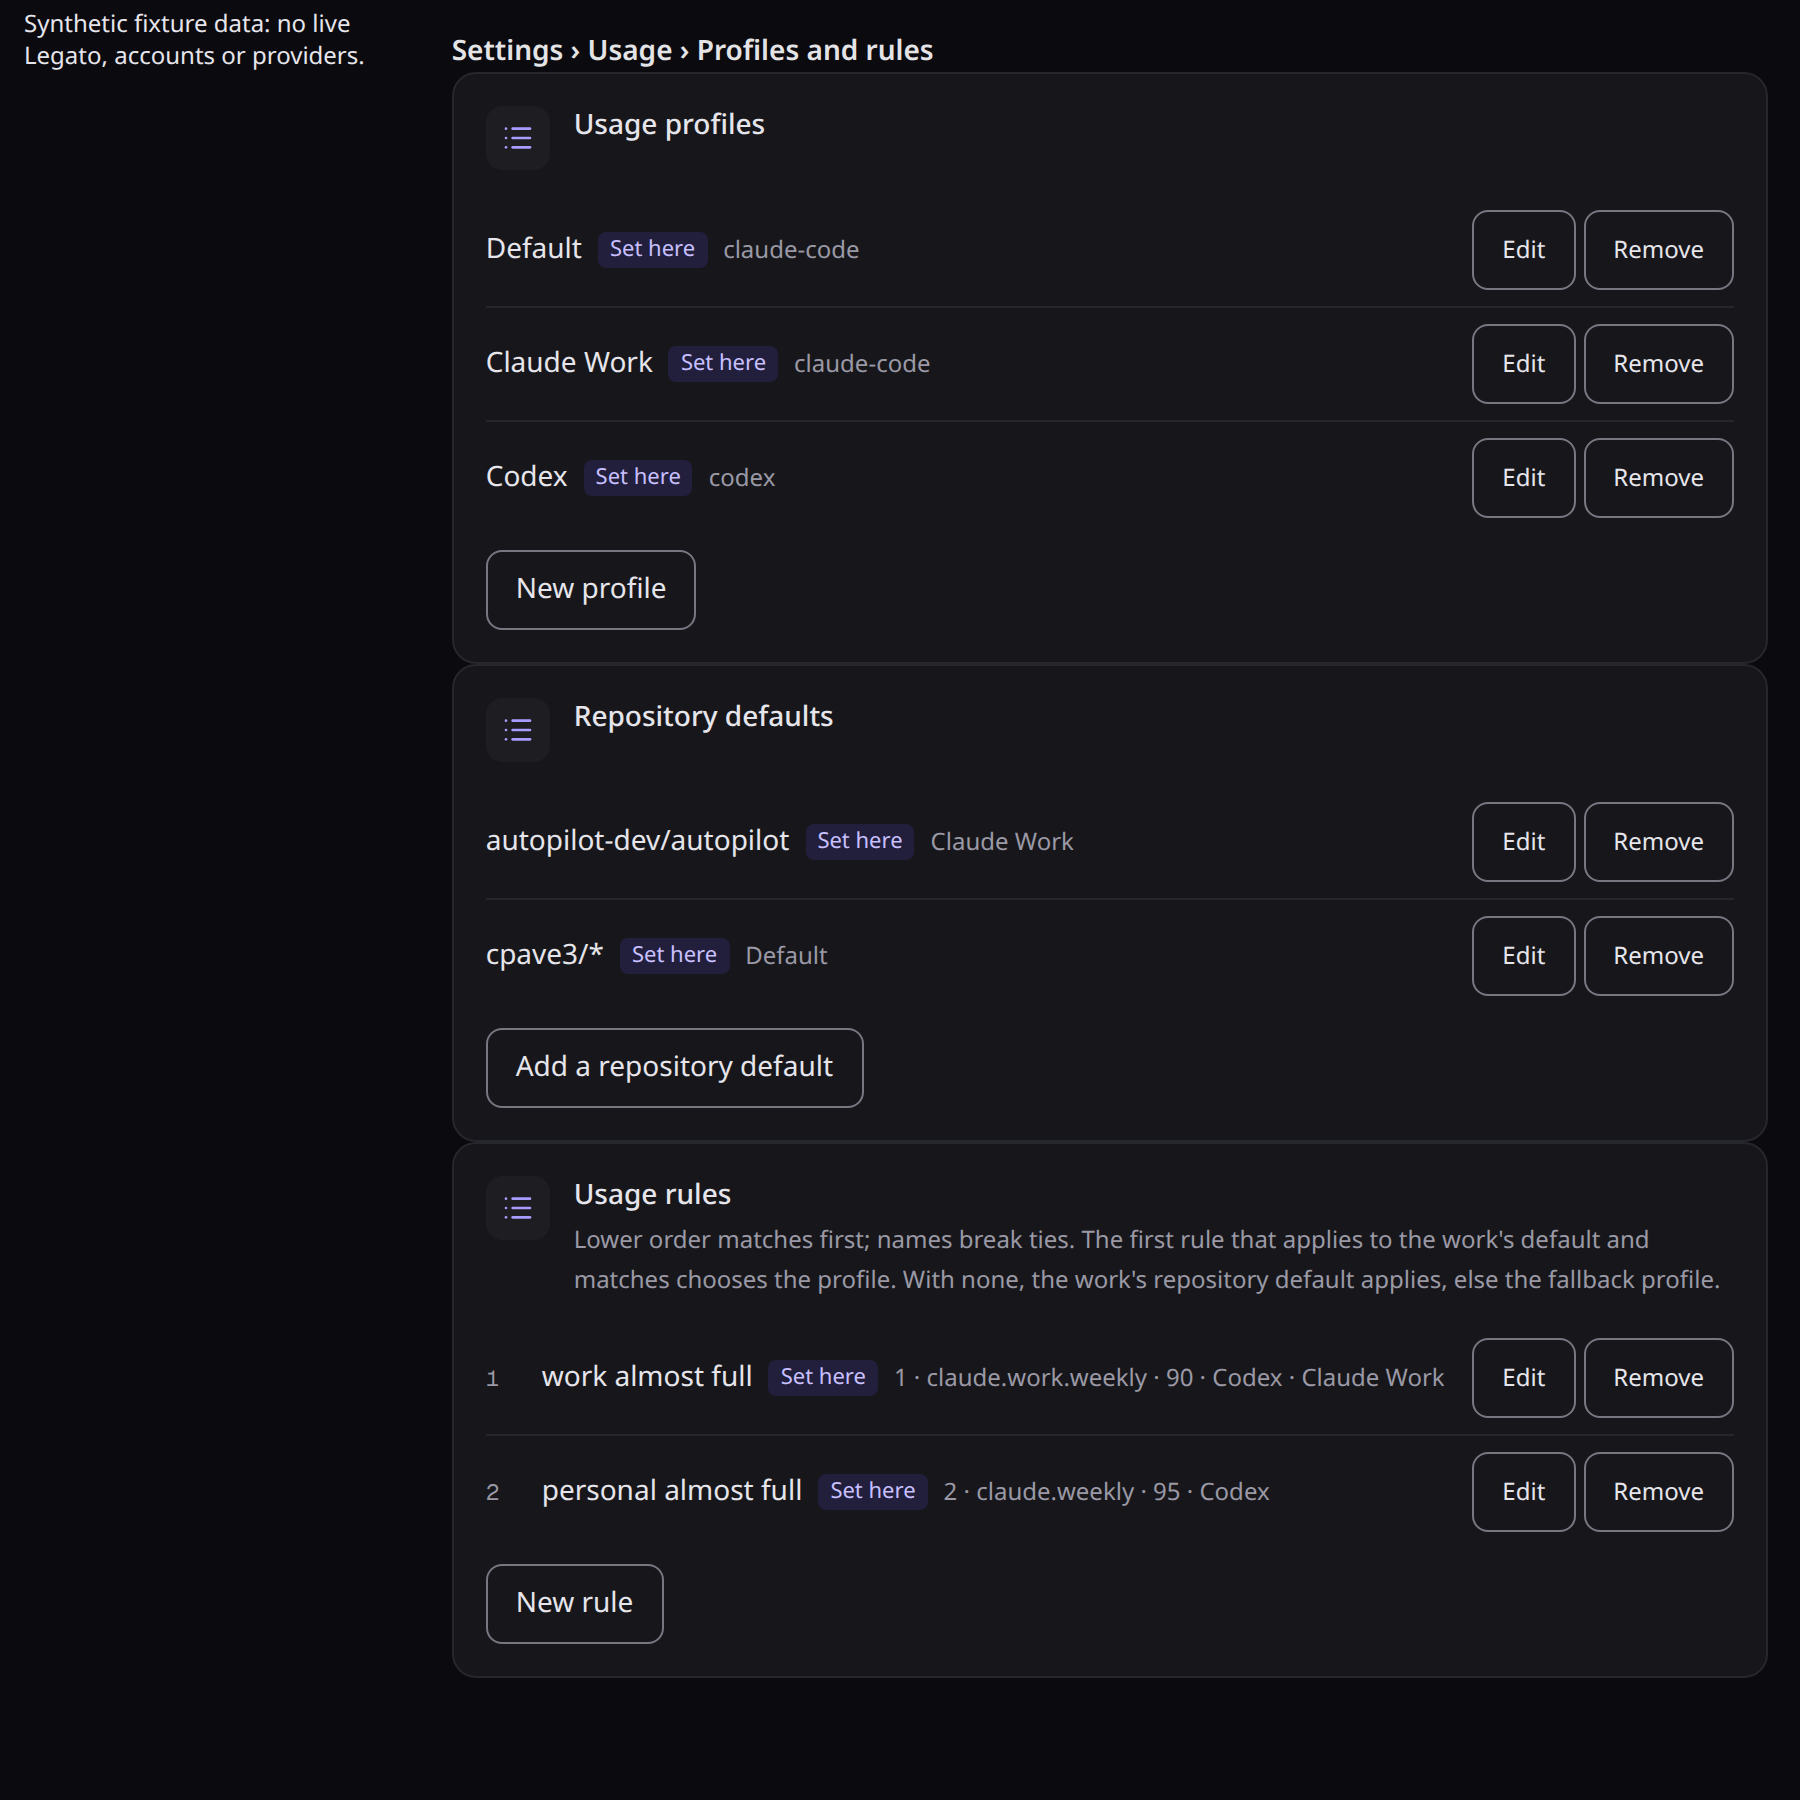 Synthetic fixture data: no live
Legato, accounts or providers.
Settings › Usage › Profiles and rules
Usage profiles
Default Set here claude-code Edit Remove
Claude Work Set here claude-code Edit Remove
Codex Set here codex Edit Remove
New profile
Repository defaults
autopilot-dev/autopilot Set here Claude Work Edit Remove
cpave3/* Set here Default Edit Remove
Add a repository default
Usage rules
Lower order matches first; names break ties. The first rule that applies to the work's default and
matches chooses the profile. With none, the work's repository default applies, else the fallback profile.
1 work almost full Set here 1 · claude.work.weekly · 90 · Codex · Claude Work Edit Remove
2 personal almost full Set here 2 · claude.weekly · 95 · Codex Edit Remove
New rule